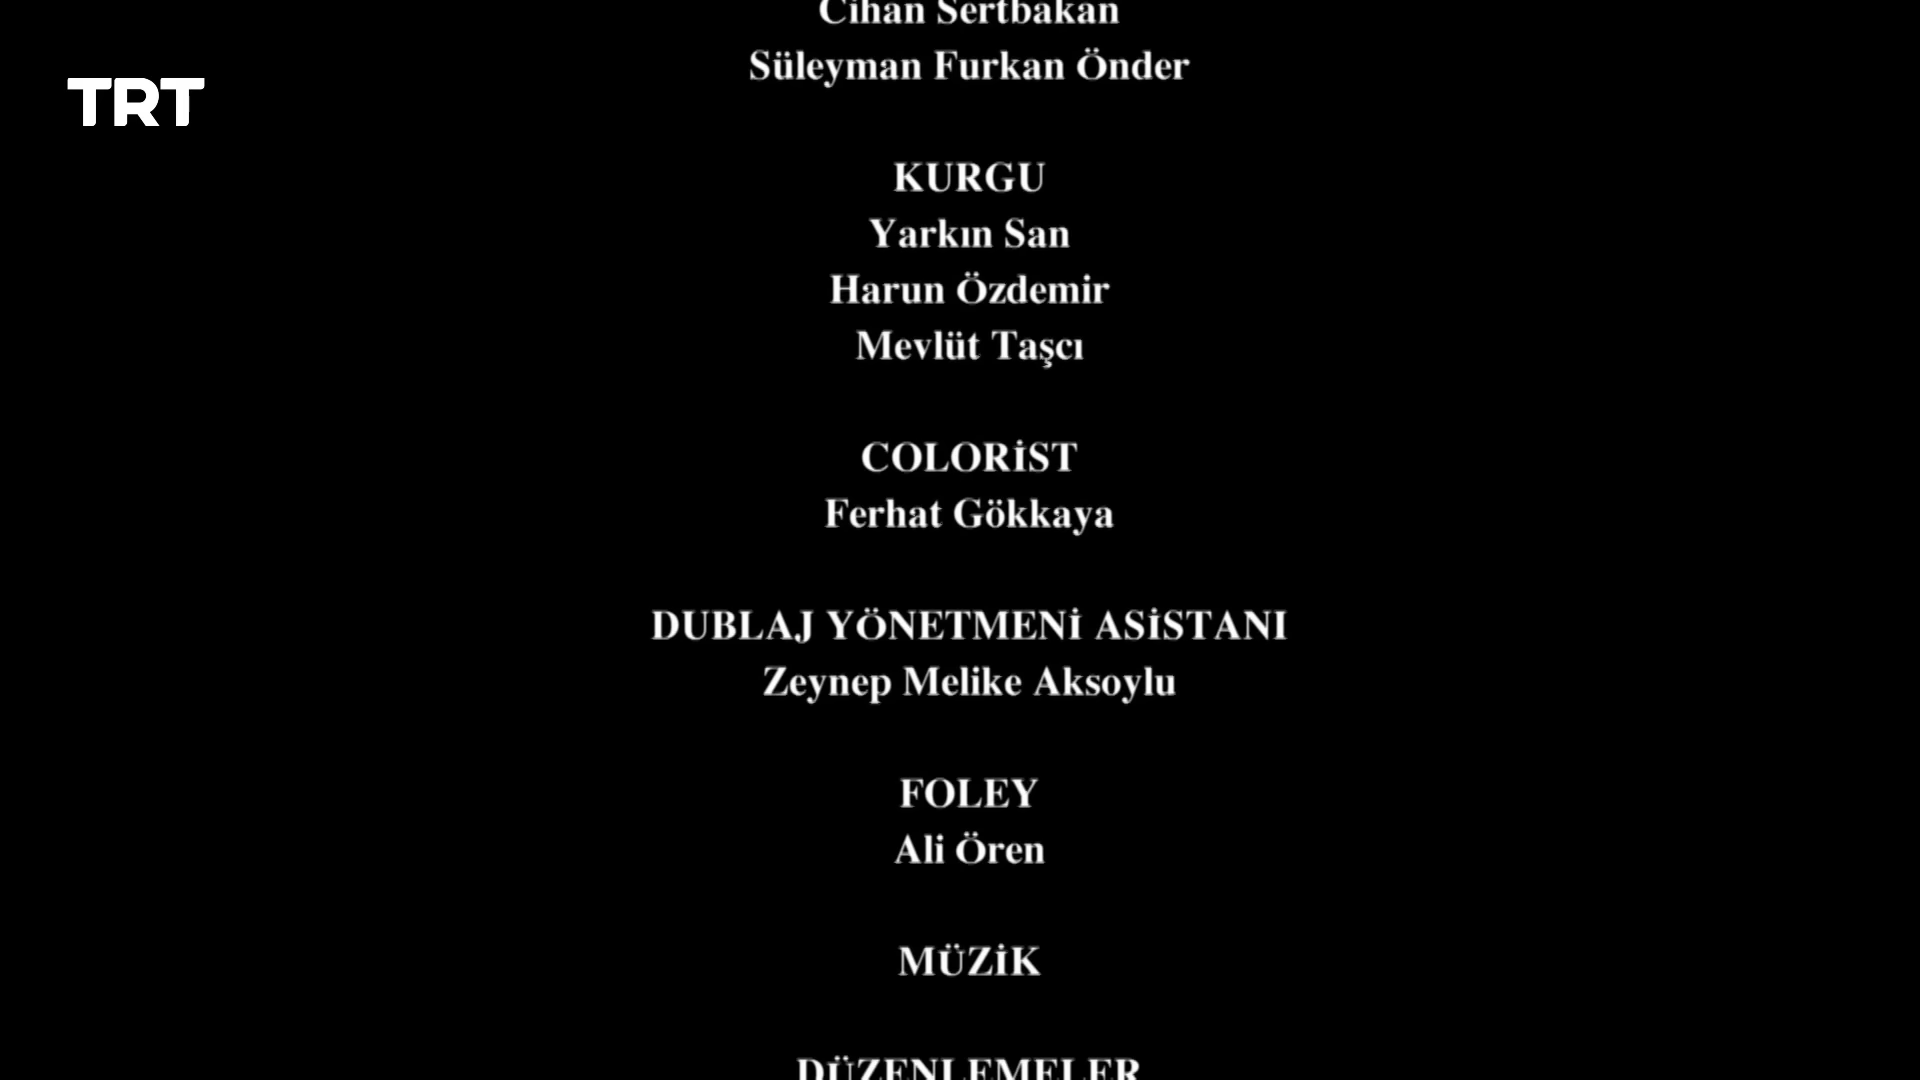 Cihan Sertbakan
Süleyman Furkan Önder
TRT
KURGU
Yarkın San
Harun Özdemir
Mevlüt Taşcı
COLORİST
Ferhat Gökkaya
DUBLAJ YÖNETMENİ ASİSTANI
Zeynep Melike Aksoylu
FOLEY
Ali Ören
MÜZİK
DÜZENLEMELER